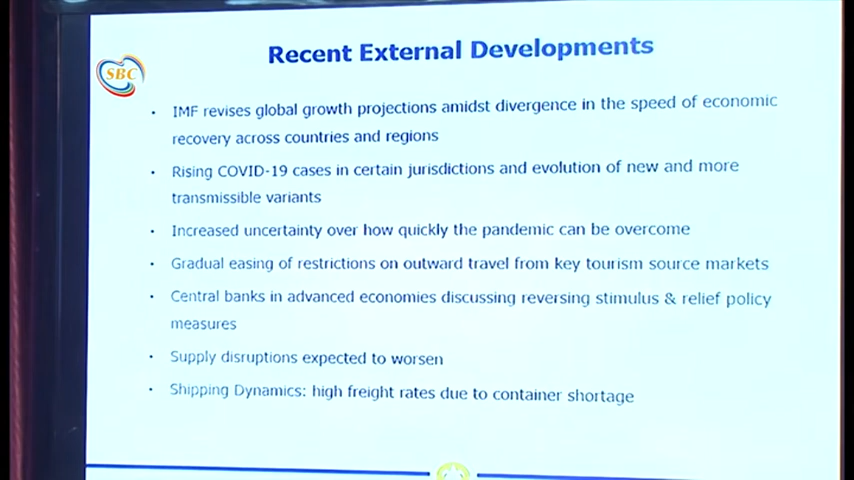 Recent External Developments
SBC
• IMF revises global growth projections amidst divergence in the speed of economic
recovery across countries and regions
• Rising COVID-19 cases in certain jurisdictions and evolution of new and more
transmissible variants
• Increased uncertainty over how quickly the pandemic can be overcome
• Gradual easing of restrictions on outward travel from key tourism source markets
• Central banks in advanced economies discussing reversing stimulus & relief policy
measures
• Supply disruptions expected to worsen
• Shipping Dynamics: high freight rates due to container shortage